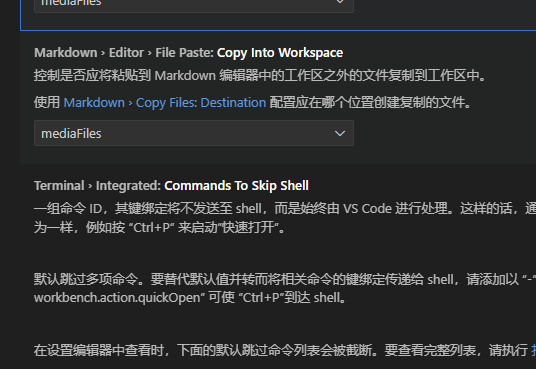 mediaFiles
Markdown › Editor › File Paste: Copy Into Workspace
控制是否应将粘贴到 Markdown 编辑器中的工作区之外的文件复制到工作区中。
使用 Markdown › Copy Files: Destination 配置应在哪个位置创建复制的文件。
mediaFiles
Terminal › Integrated: Commands To Skip Shell
一组命令 ID，其键绑定将不发送至 shell，而是始终由 VS Code 进行处理。这样的话，通
为一样，例如按 “Ctrl+P” 来启动“快速打开”。
默认跳过多项命令。要替代默认值并转而将相关命令的键绑定传递给 shell，请添加以 “-”
workbench.action.quickOpen” 可使 “Ctrl+P”到达 shell。
在设置编辑器中查看时，下面的默认跳过命令列表会被截断。要查看完整列表，请执行